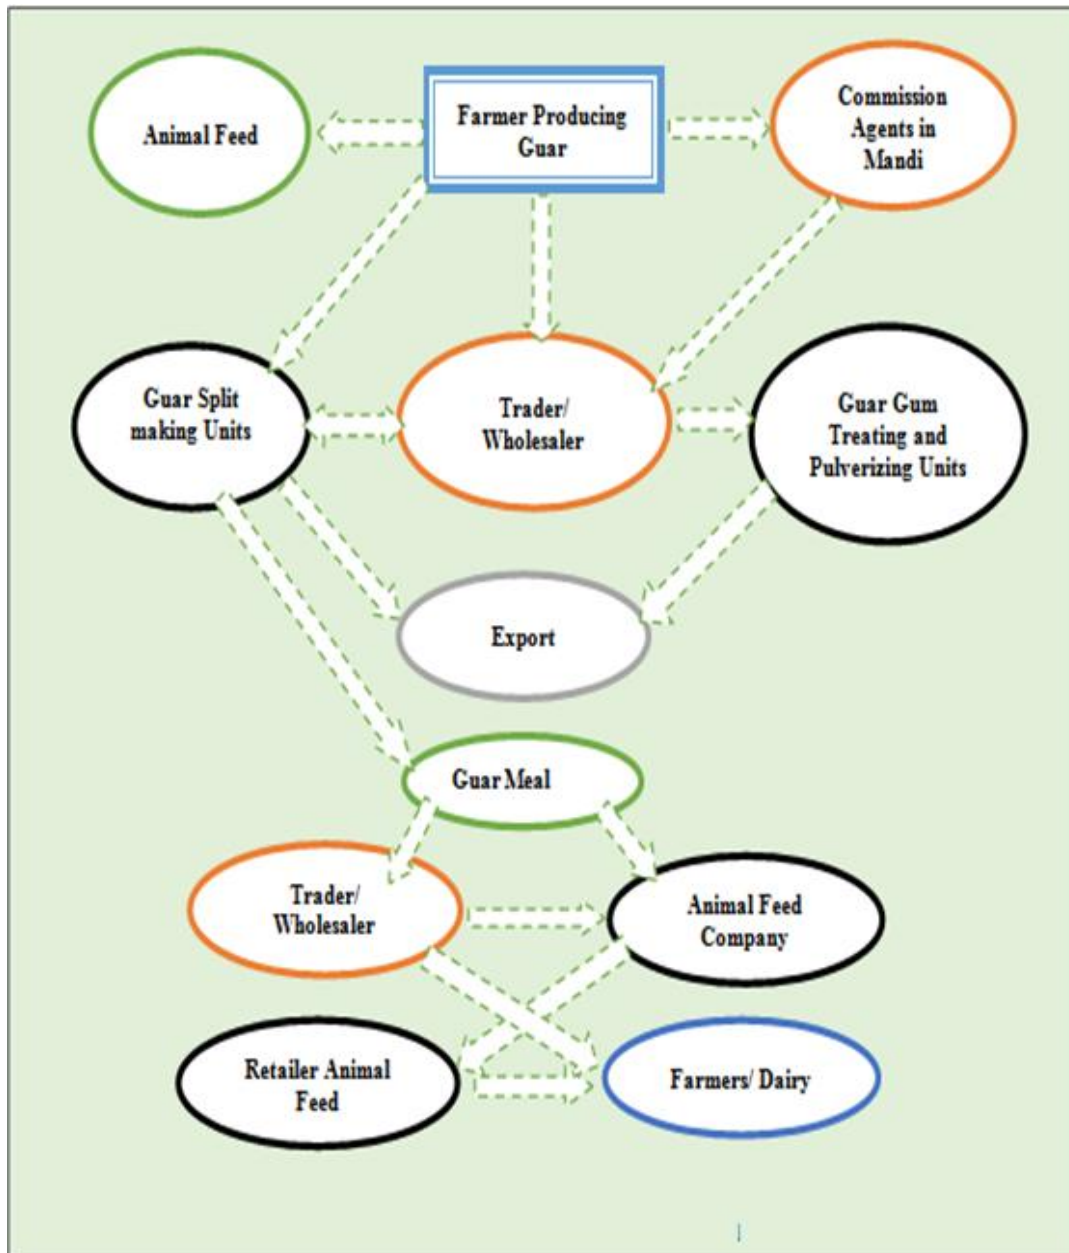 Animal Feed
Farmer Producing
Guar
Commission
Agents in
Mandi
Guar Split
making Units
Trader/
Wholesaler
Guar Gum
Treating and
Pulverizing Units
Export
Guar Meal
Trader/
Wholesaler
Animal Feed
Company
Retailer Animal
Feed
Farmers/ Dairy